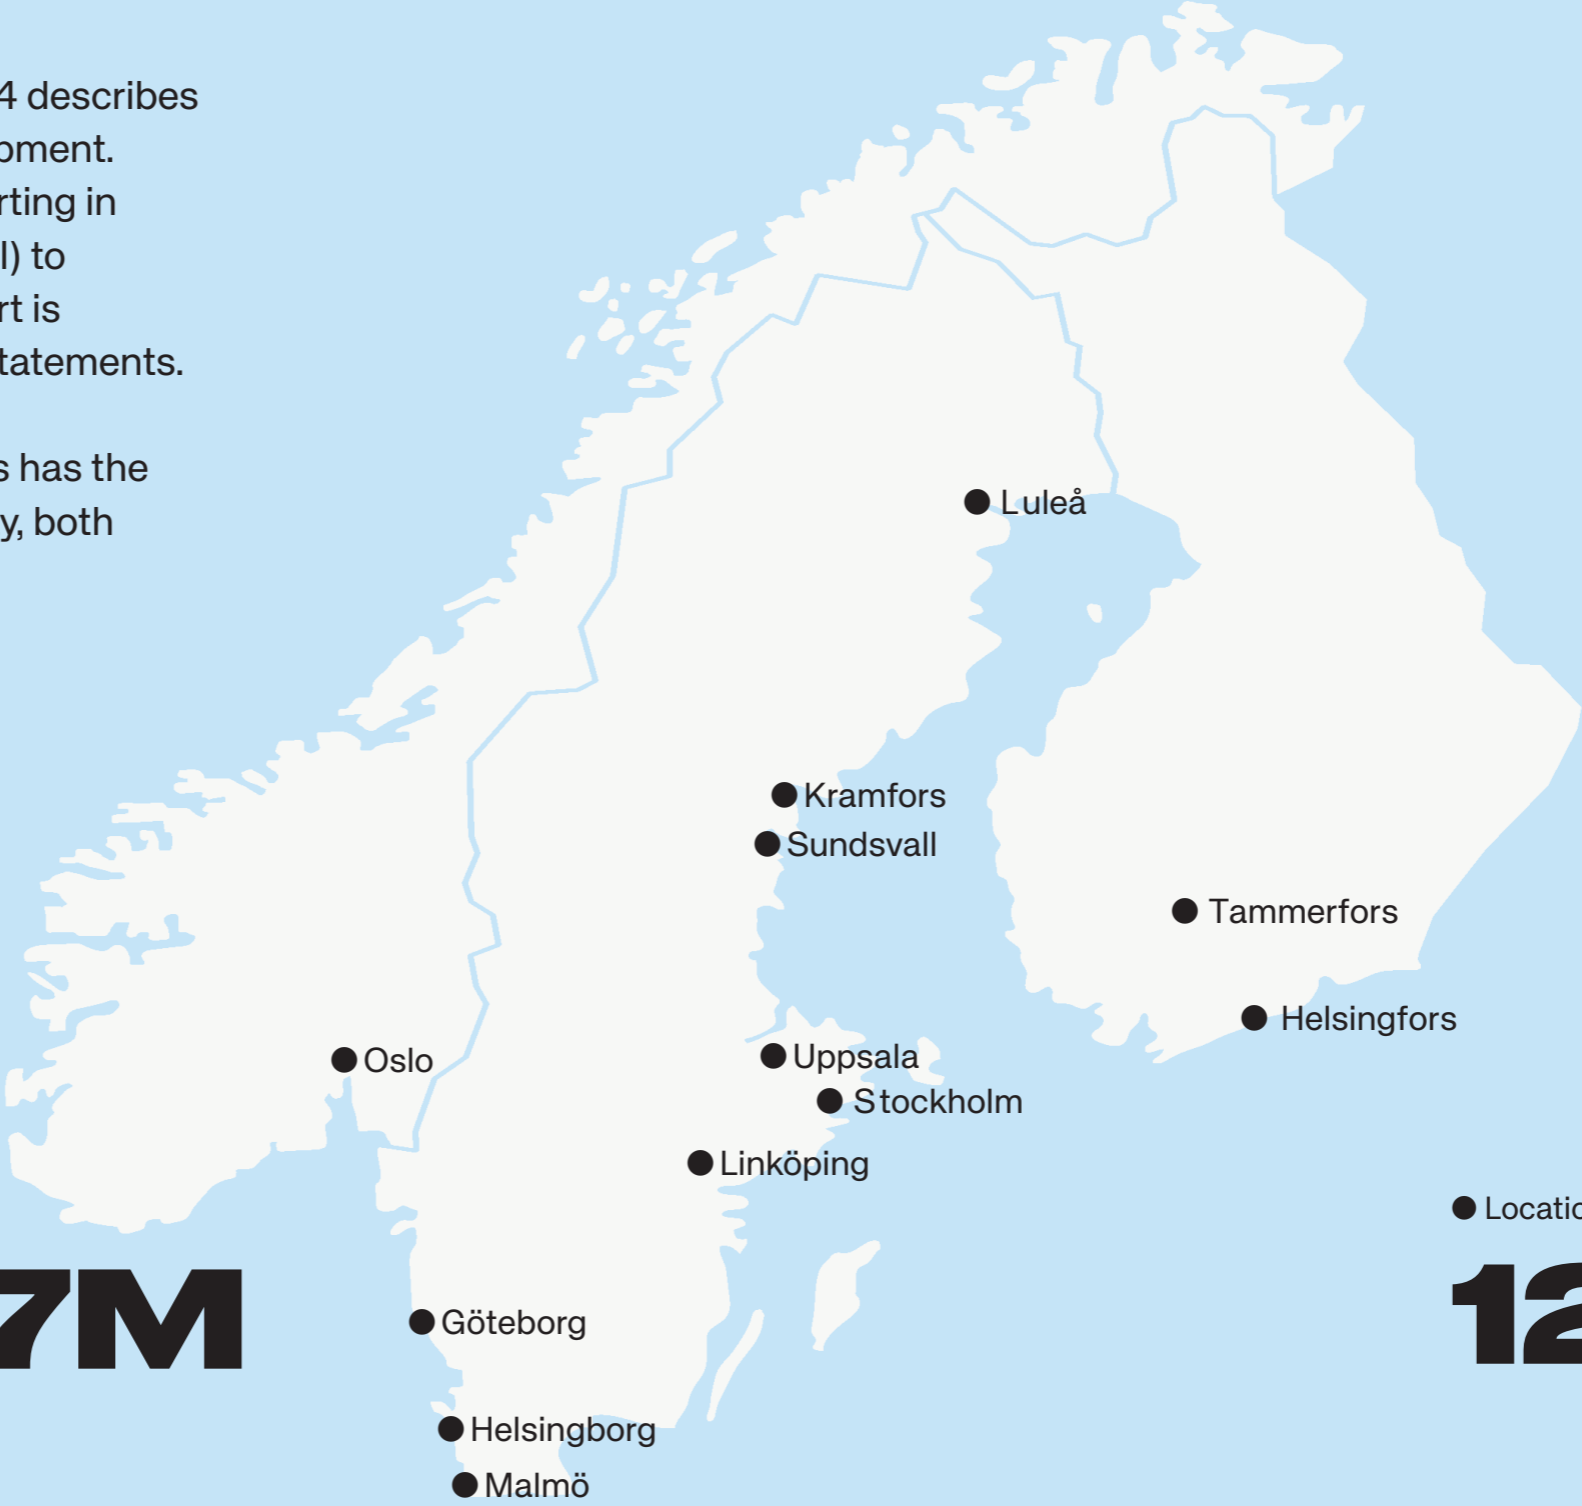 4 describes
pment.
rting in
I) to
rt is
tatements.
s has the
y, both
Luleå
Kramfors
Sundsvall
Tammerfors
Helsingfors
Oslo
Uppsala
Stockholm
Linköping
Göteborg
Helsingborg
Malmö
7M
Locatio
12